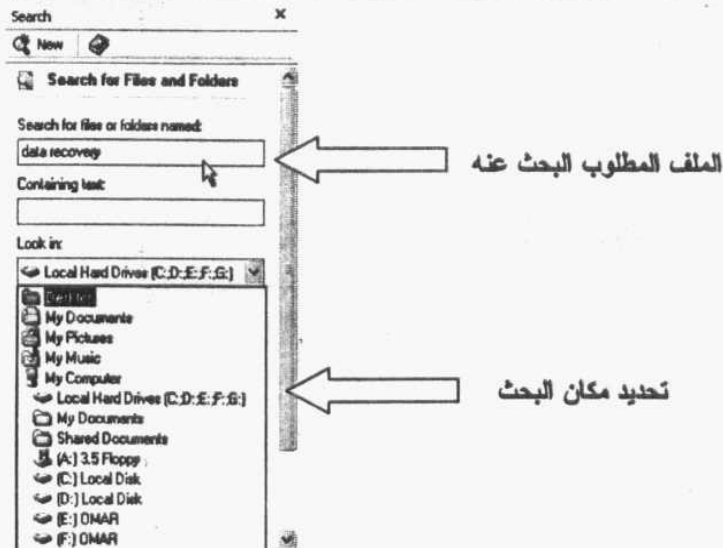 Search
New
Search for Files and Folders
Search for files or folders named:
data recovery
الملف المطلوب البحث عنه
Containing text:
Look in:
Local Hard Drives (C:;D:;E:;F:;G:)
Desktop
My Documents
My Pictures
My Music
My Computer
تحديد مكان البحث
Local Hard Drives (C:;D:;E:;F:;G:)
My Documents
Shared Documents
(A:) 3.5 Floppy
(C:) Local Disk
(D:) Local Disk
(E:) OMAR
(F:) OMAR